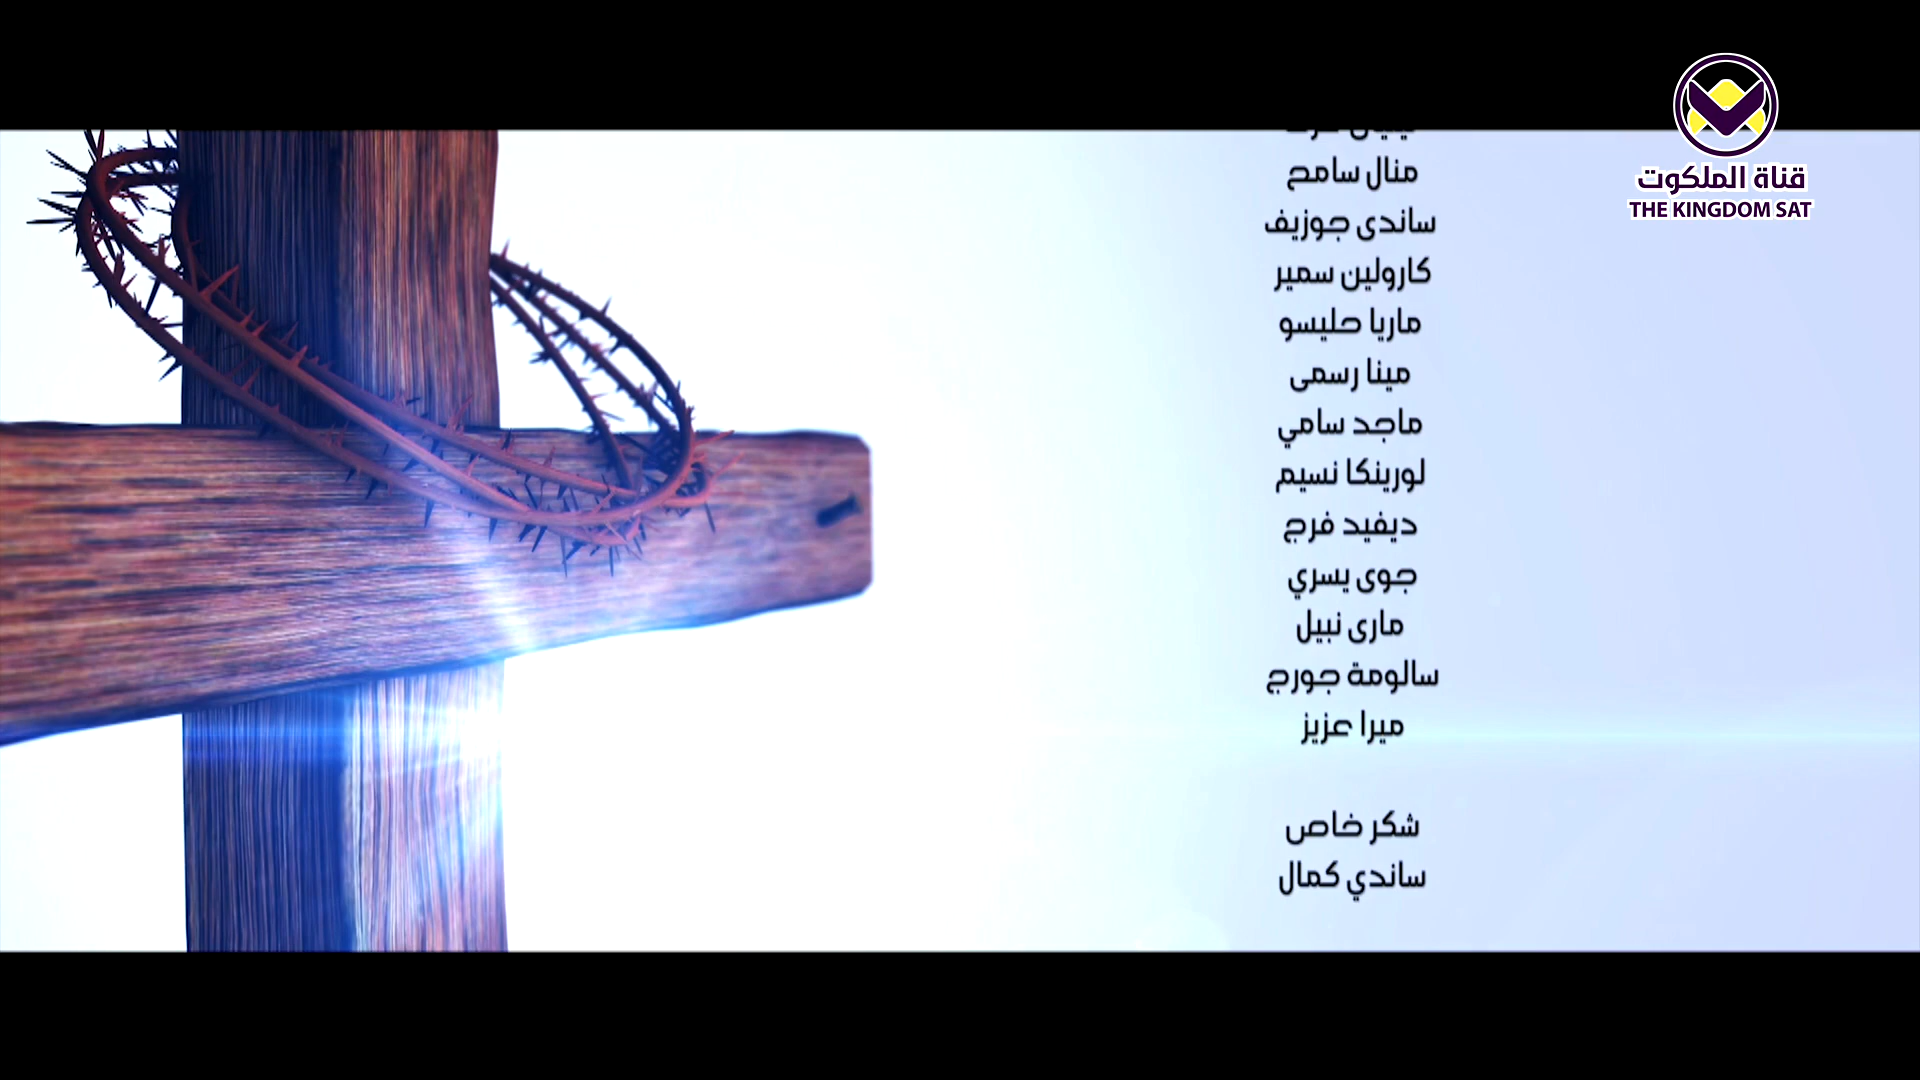 قناة الملكوت
THE KINGDOM SAT
منال سامح
ساندى جوزيف
كارولين سمير
ماريا حليسو
مينا رسمى
ماجد سامي
لورينكا نسيم
ديفيد فرج
جوى يسري
مارى نبيل
سالومة جورج
ميرا عزيز
شكر خاص
ساندي كمال